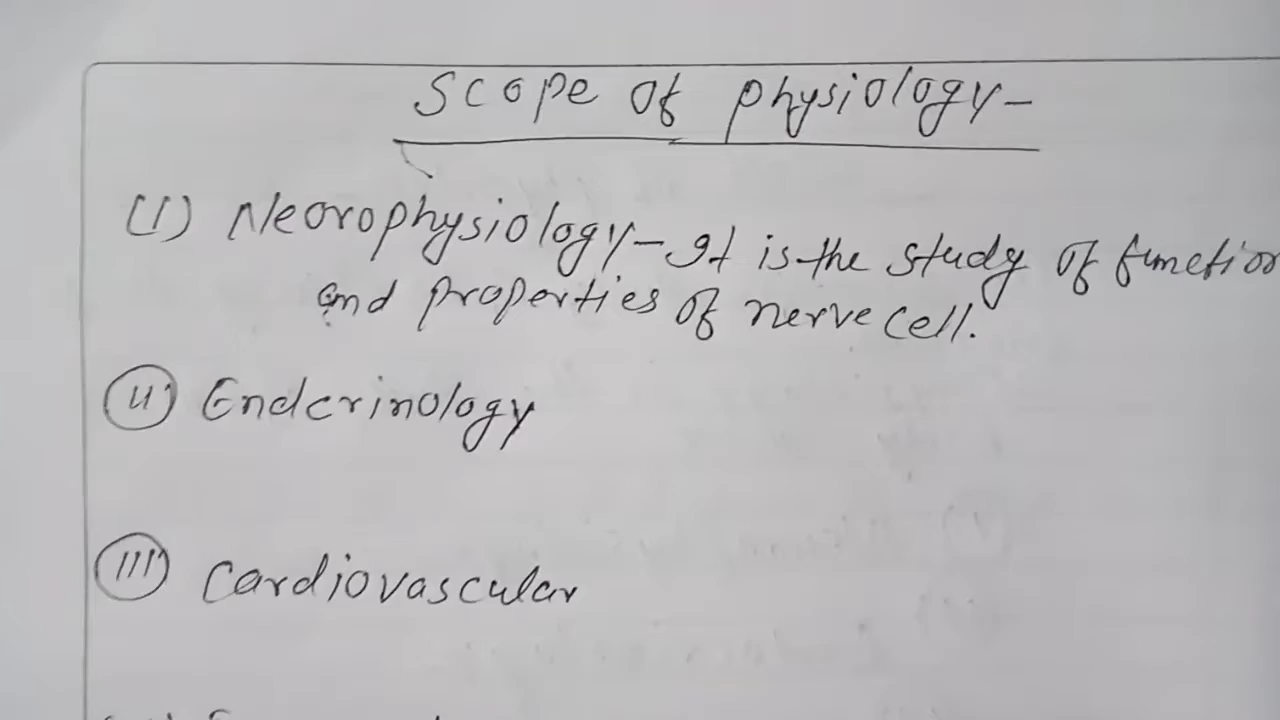 Scope of physiology-
(I) Neorophysiology- It is the study of function
and properties of nerve cell.
(II) Endcrinology
(III) Cardiovascular